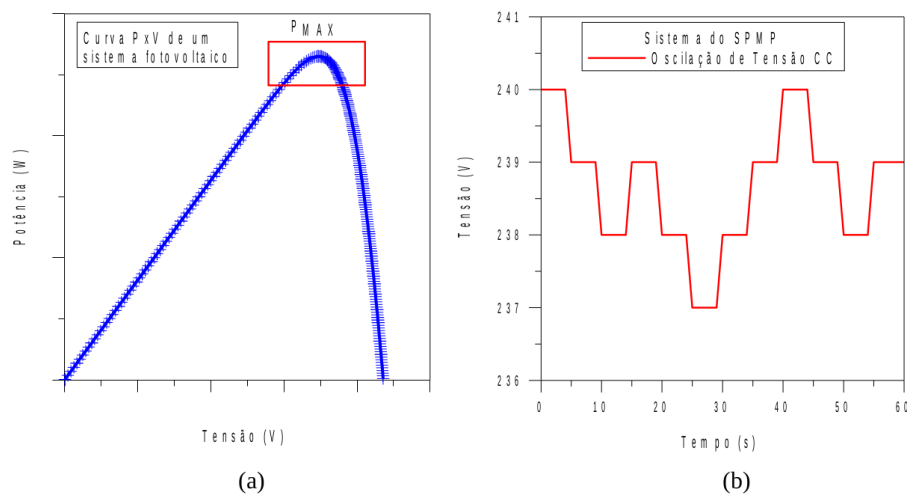 P MAX
Curva PxV de um
sistema fotovoltaico
Potência (W)
Tensão (V)
(a)
241
240
239
238
237
236
Sistema do SPMP
Oscilação de Tensão CC
Tensão (V)
0 10 20 30 40 50 60
Tempo (s)
(b)